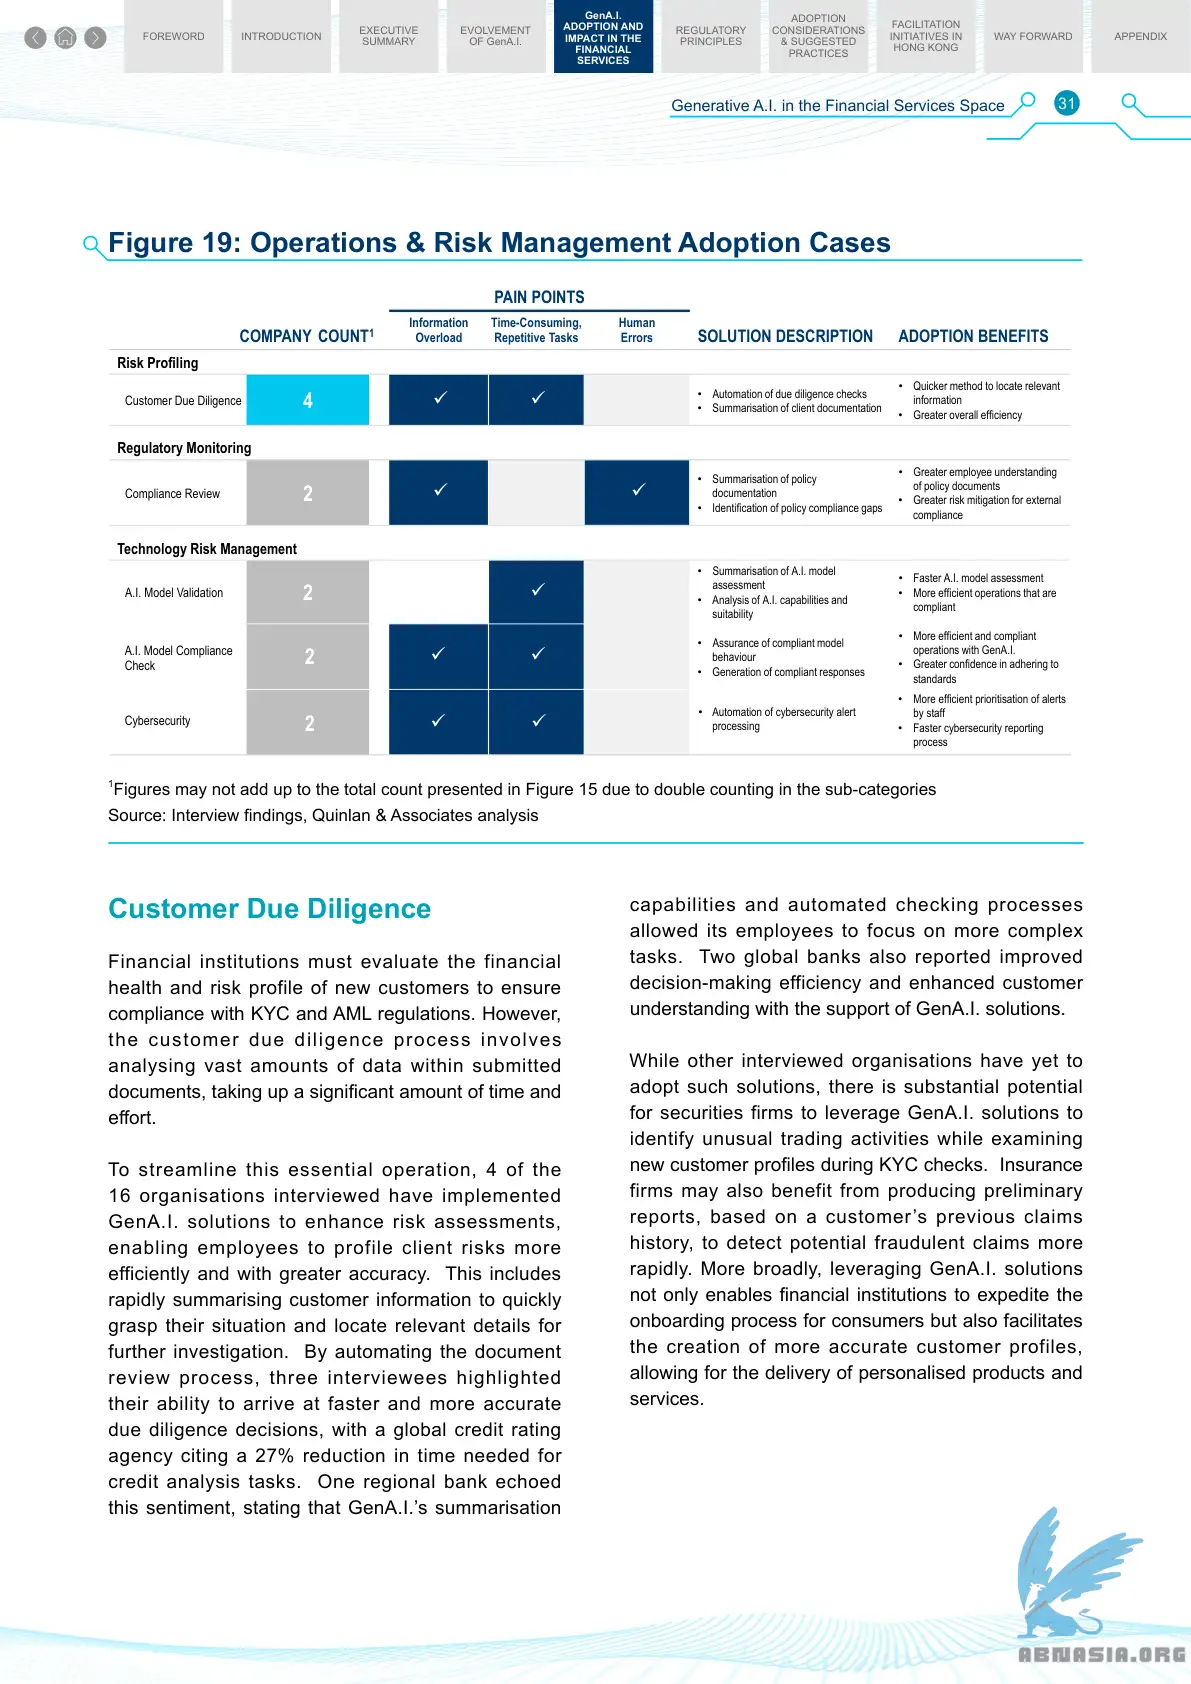 FOREWORD
INTRODUCTION
EXECUTIVE
SUMMARY
EVOLVEMENT
OF GenA.I.
GenA.I.
ADOPTION AND
IMPACT IN THE
FINANCIAL
SERVICES
REGULATORY
PRINCIPLES
ADOPTION
CONSIDERATIONS
& SUGGESTED
PRACTICES
FACILITATION
INITIATIVES IN
HONG KONG
WAY FORWARD
APPENDIX
Generative A.I. in the Financial Services Space
31
Figure 19: Operations & Risk Management Adoption Cases
PAIN POINTS
COMPANY COUNT1
Information
Overload
Time-Consuming,
Repetitive Tasks
Human
Errors
SOLUTION DESCRIPTION
ADOPTION BENEFITS
Risk Profiling
Customer Due Diligence
4
✓
✓
• Automation of due diligence checks
• Summarisation of client documentation
• Quicker method to locate relevant
information
• Greater overall efficiency
Regulatory Monitoring
Compliance Review
2
✓
✓
• Summarisation of policy
documentation
• Identification of policy compliance gaps
• Greater employee understanding
of policy documents
• Greater risk mitigation for external
compliance
Technology Risk Management
A.I. Model Validation
2
✓
• Summarisation of A.I. model
assessment
• Analysis of A.I. capabilities and
suitability
• Faster A.I. model assessment
• More efficient operations that are
compliant
A.I. Model Compliance
Check
2
✓
✓
• Assurance of compliant model
behaviour
• Generation of compliant responses
• More efficient and compliant
operations with GenA.I.
• Greater confidence in adhering to
standards
Cybersecurity
2
✓
✓
• Automation of cybersecurity alert
processing
• More efficient prioritisation of alerts
by staff
• Faster cybersecurity reporting
process
1Figures may not add up to the total count presented in Figure 15 due to double counting in the sub-categories
Source: Interview findings, Quinlan & Associates analysis
Customer Due Diligence
Financial institutions must evaluate the financial
health and risk profile of new customers to ensure
compliance with KYC and AML regulations. However,
the customer due diligence process involves
analysing vast amounts of data within submitted
documents, taking up a significant amount of time and
effort.
To streamline this essential operation, 4 of the
16 organisations interviewed have implemented
GenA.I. solutions to enhance risk assessments,
enabling employees to profile client risks more
efficiently and with greater accuracy. This includes
rapidly summarising customer information to quickly
grasp their situation and locate relevant details for
further investigation. By automating the document
review process, three interviewees highlighted
their ability to arrive at faster and more accurate
due diligence decisions, with a global credit rating
agency citing a 27% reduction in time needed for
credit analysis tasks. One regional bank echoed
this sentiment, stating that GenA.I.’s summarisation
capabilities and automated checking processes
allowed its employees to focus on more complex
tasks. Two global banks also reported improved
decision-making efficiency and enhanced customer
understanding with the support of GenA.I. solutions.
While other interviewed organisations have yet to
adopt such solutions, there is substantial potential
for securities firms to leverage GenA.I. solutions to
identify unusual trading activities while examining
new customer profiles during KYC checks. Insurance
firms may also benefit from producing preliminary
reports, based on a customer’s previous claims
history, to detect potential fraudulent claims more
rapidly. More broadly, leveraging GenA.I. solutions
not only enables financial institutions to expedite the
onboarding process for consumers but also facilitates
the creation of more accurate customer profiles,
allowing for the delivery of personalised products and
services.
ABNASIA.ORG